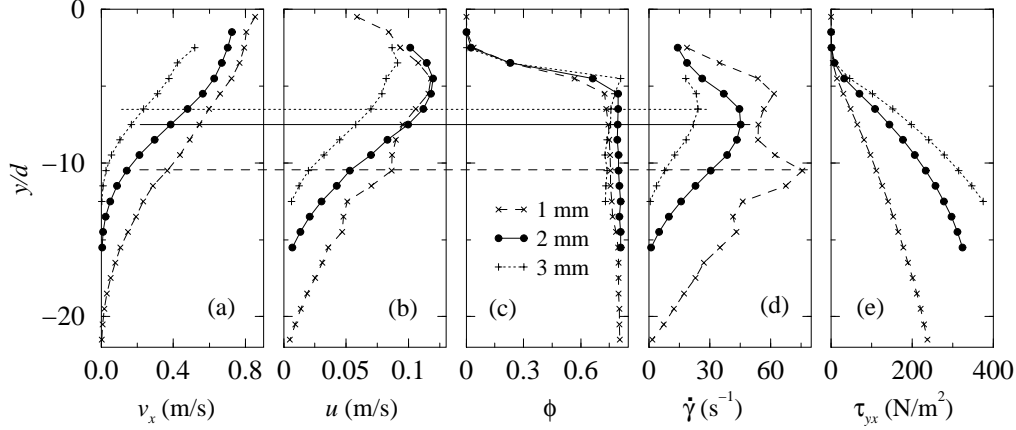 0
−10
−20
y/d
1 mm
2 mm
3 mm
(a)
(b)
(c)
(d)
(e)
0.0 0.4 0.8
0 0.05 0.1
0 0.3 0.6
0 30 60
0 200 400
v_x (m/s)
u (m/s)
ϕ
γ̇ (s⁻¹)
τ_yx (N/m²)